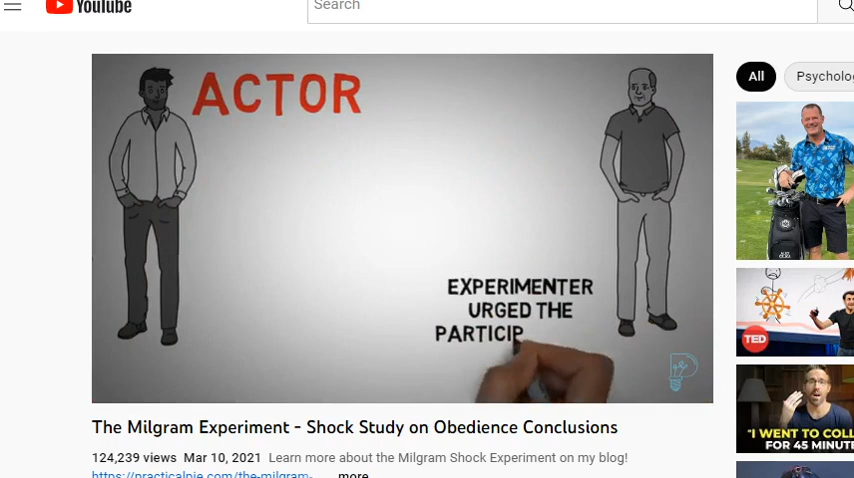 YouTube
Search
ACTOR
EXPERIMENTER
URGED THE
PARTICIP
The Milgram Experiment - Shock Study on Obedience Conclusions
124,239 views Mar 10, 2021 Learn more about the Milgram Shock Experiment on my blog!
https://practicalpie.com/the-milgram- ... more
All
Psycholo
TED
"I WENT TO COLL
FOR 45 MINUTE